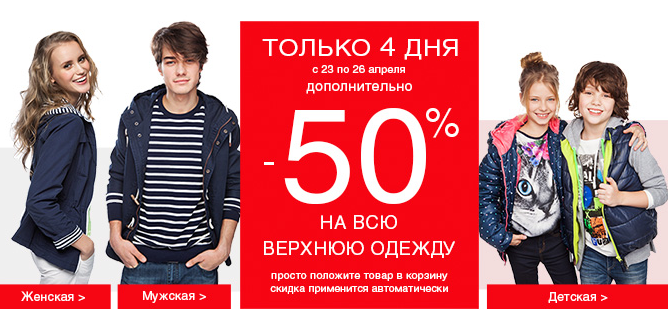 ТОЛЬКО 4 ДНЯ
с 23 по 26 апреля
дополнительно
-50%
НА ВСЮ
ВЕРХНЮЮ ОДЕЖДУ
просто положите товар в корзину
скидка применится автоматически
Женская >
Мужская >
Детская >